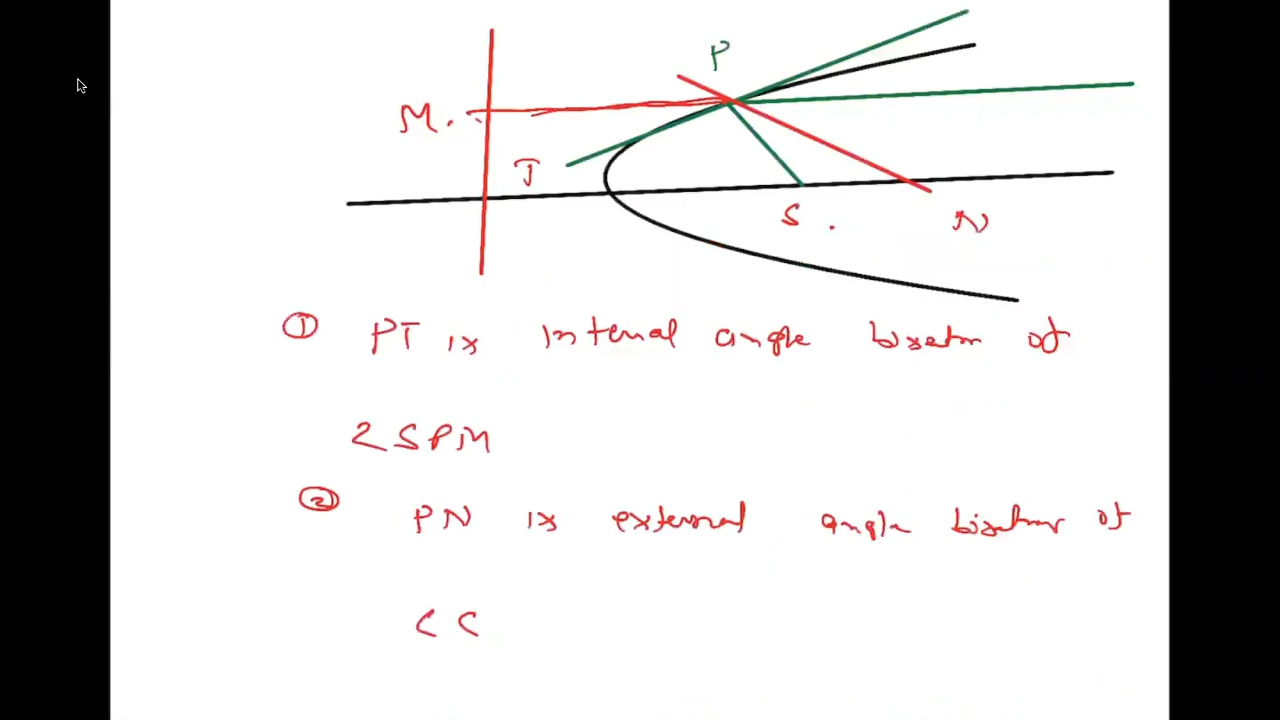 P
M.
T
S .
N
① PT is internal angle bisector of
∠SPM
② PN is external angle bisector of
∠S